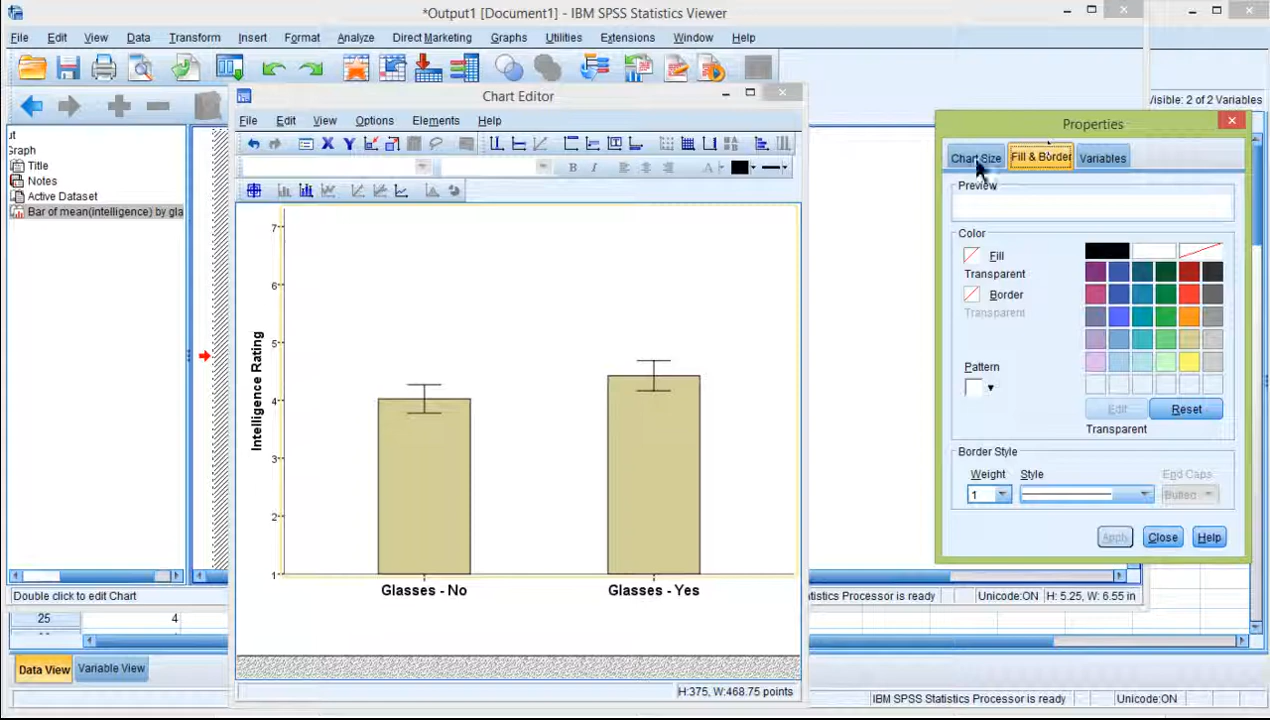 *Output1 [Document1] - IBM SPSS Statistics Viewer
File Edit View Data Transform Insert Format Analyze Direct Marketing Graphs Utilities Extensions Window Help
Visible: 2 of 2 Variables
Chart Editor
File Edit View Options Elements Help
X Y
B I A
ut
Graph
Title
Notes
Active Dataset
Bar of mean(intelligence) by gla
Intelligence Rating
7
6
5
4
3
2
1
Glasses - No Glasses - Yes
H:375, W:468.75 points
Properties
Chart Size Fill & Border Variables
Preview
Color
Fill
Transparent
Border
Transparent
Pattern
Edit Reset
Transparent
Border Style
Weight Style End Caps
1 Butted
Apply Close Help
Double click to edit Chart
tistics Processor is ready Unicode:ON H: 5.25, W: 6.55 in
25 4
Data View Variable View
IBM SPSS Statistics Processor is ready Unicode:ON